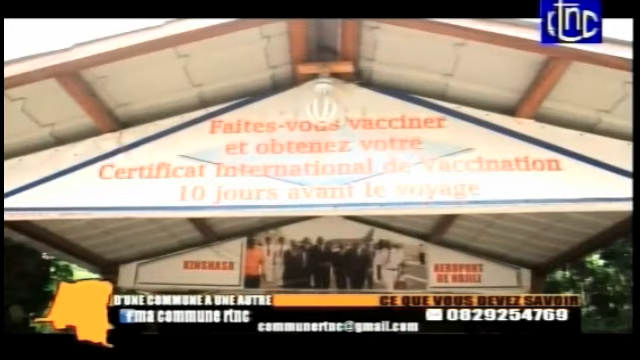 rtnc
Faites-vous vacciner
et obtenez votre
Certificat International de Vaccination
10 jours avant le voyage
KINSHASA
AEROPORT
DE NDJILI
D'UNE COMMUNE A UNE AUTRE
CE QUE VOUS DEVEZ SAVOIR
ma commune rtnc
0829254769
communertnc@gmail.com